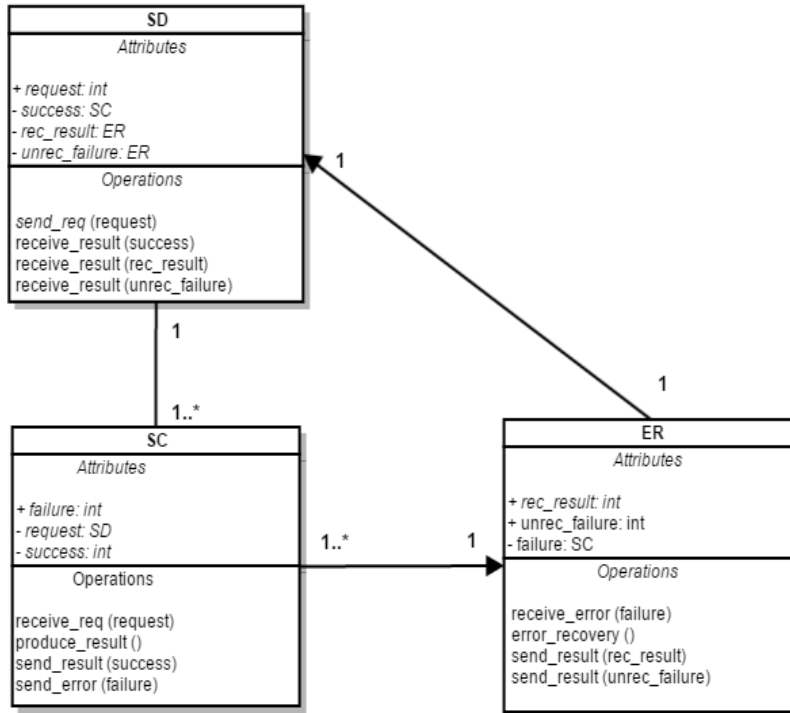 SD
Attributes
+ request: int
- success: SC
- rec_result: ER
- unrec_failure: ER
Operations
send_req (request)
receive_result (success)
receive_result (rec_result)
receive_result (unrec_failure)
1
1
1
1
1..*
SC
Attributes
+ failure: int
- request: SD
- success: int
Operations
receive_req (request)
produce_result ()
send_result (success)
send_error (failure)
1..*
1
ER
Attributes
+ rec_result: int
+ unrec_failure: int
- failure: SC
Operations
receive_error (failure)
error_recovery ()
send_result (rec_result)
send_result (unrec_failure)